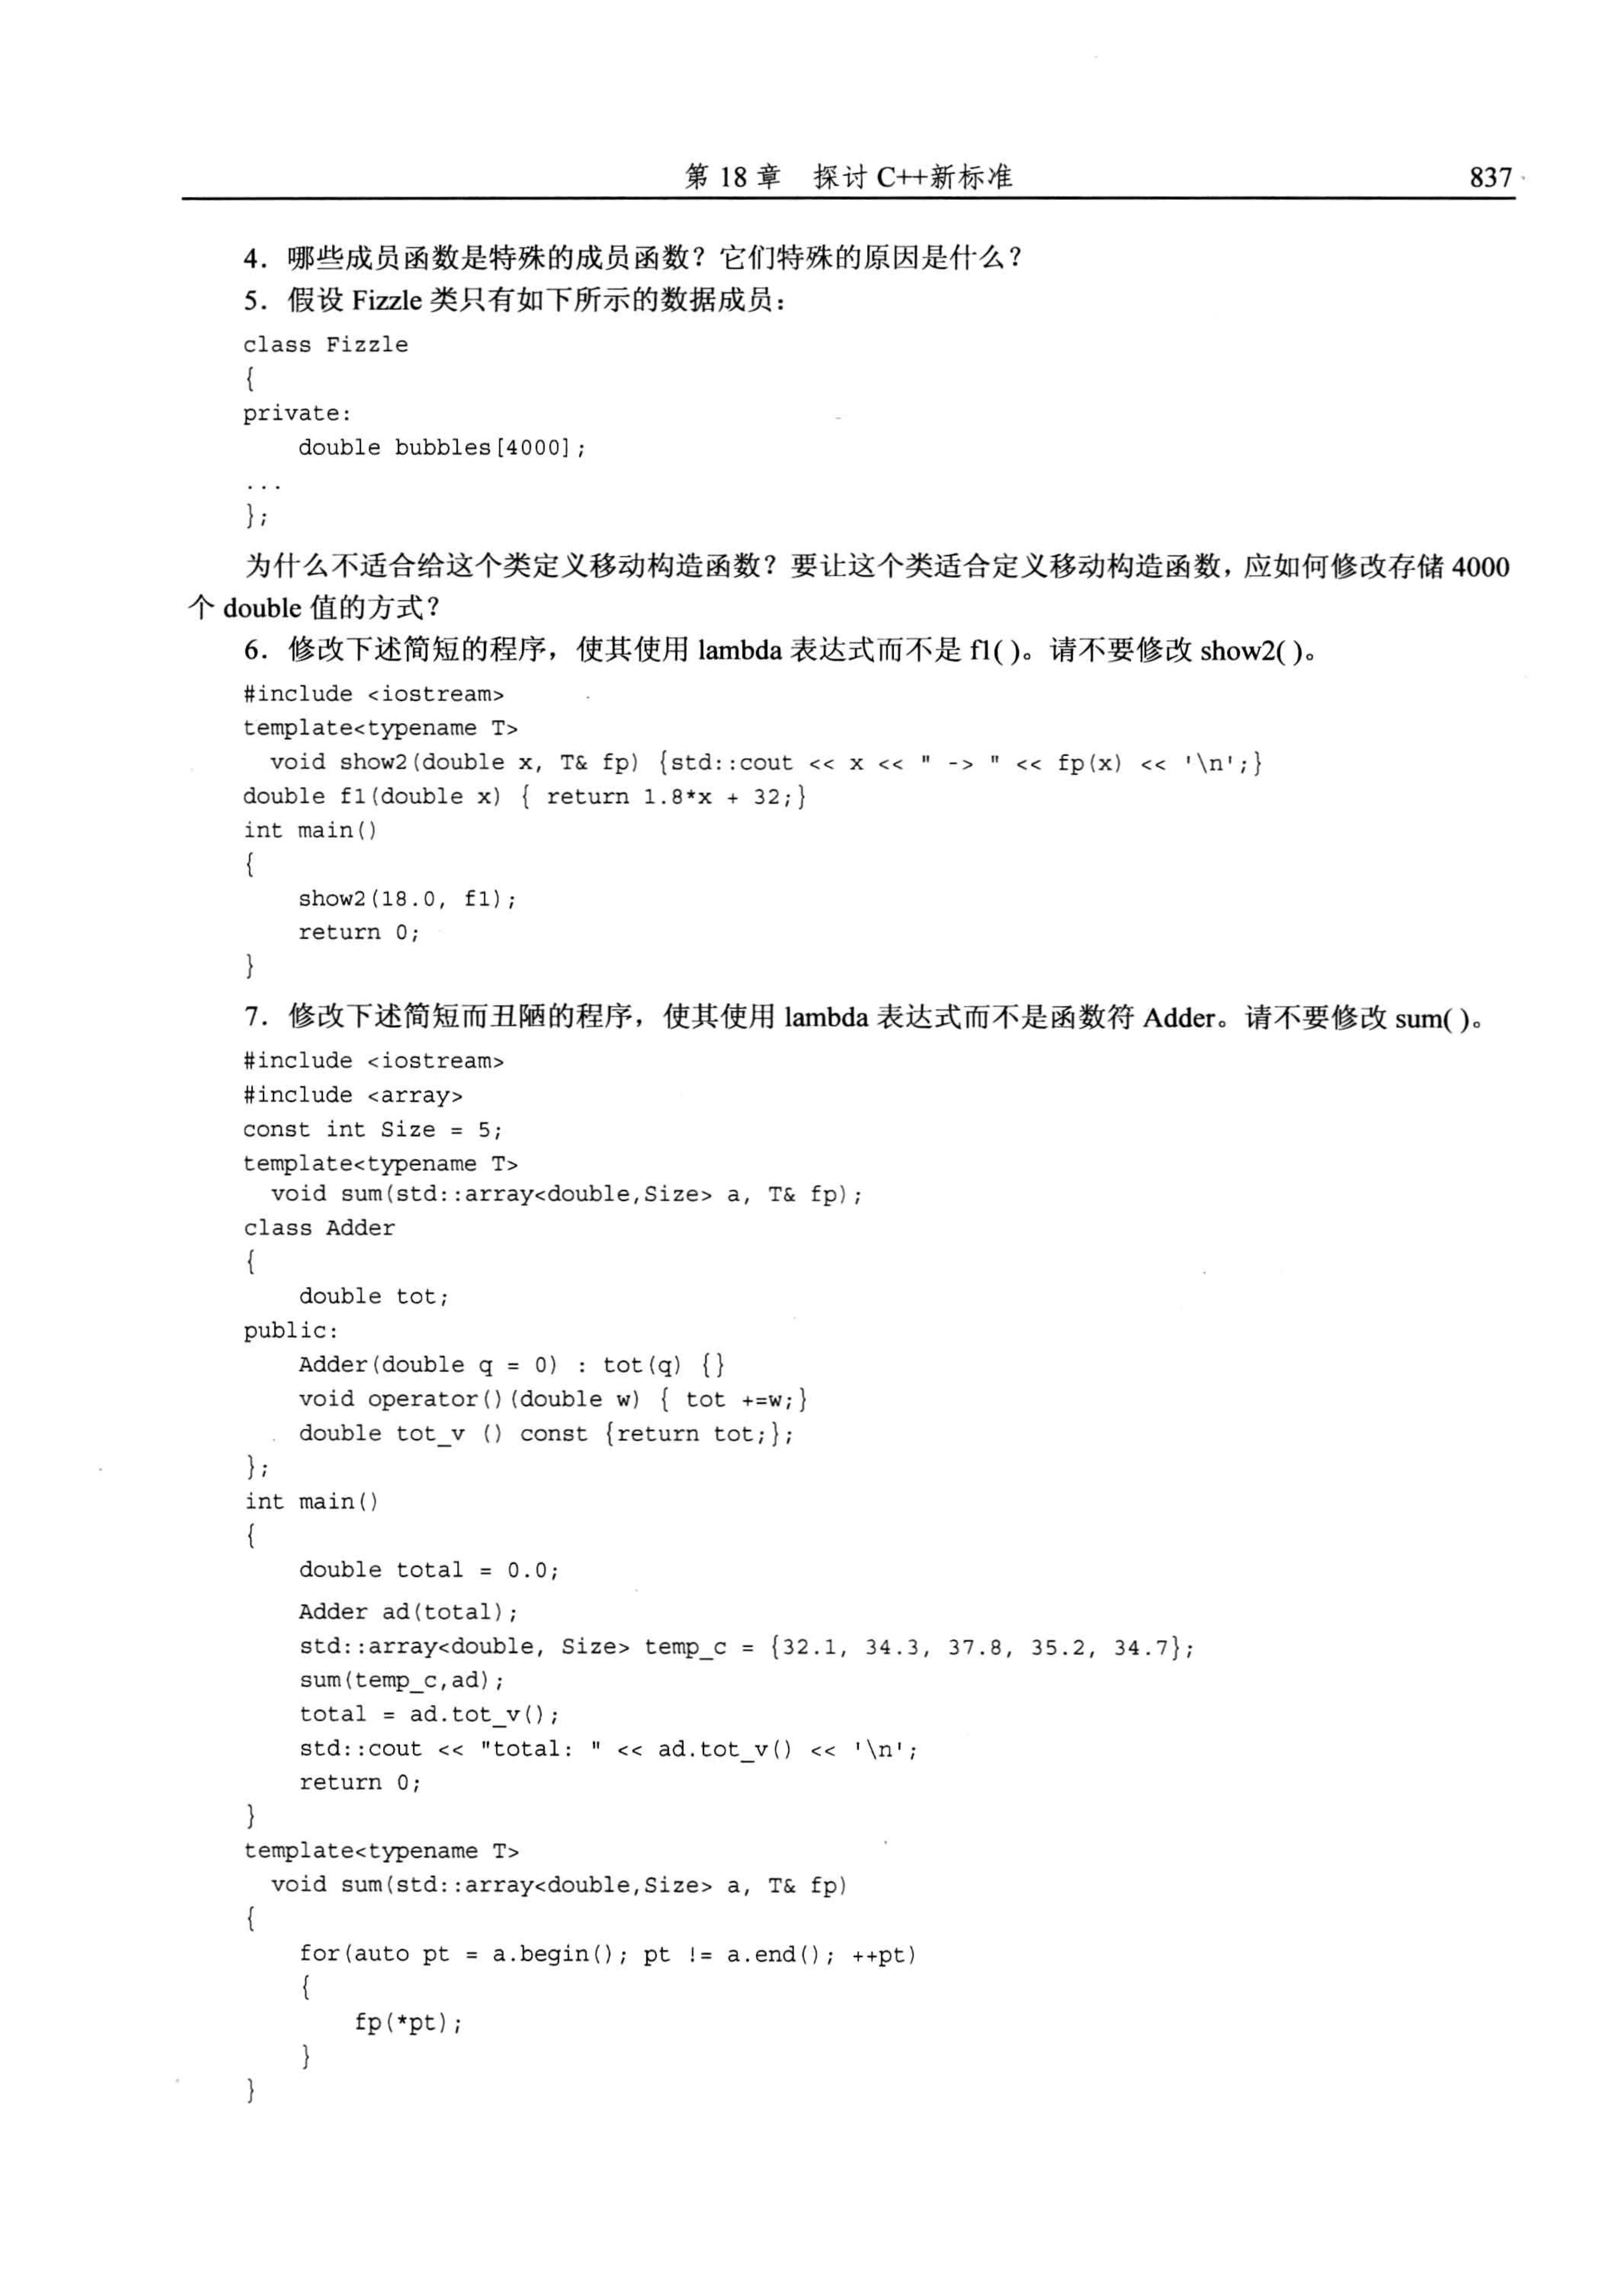 第 18 章 探讨 C++新标准 837
4．哪些成员函数是特殊的成员函数？它们特殊的原因是什么？
5．假设 Fizzle 类只有如下所示的数据成员：
class Fizzle
{
private:
    double bubbles[4000];
...
};
为什么不适合给这个类定义移动构造函数？要让这个类适合定义移动构造函数，应如何修改存储 4000
个 double 值的方式？
6．修改下述简短的程序，使其使用 lambda 表达式而不是 f1( )。请不要修改 show2( )。
#include <iostream>
template<typename T>
  void show2(double x, T& fp) {std::cout << x << " -> " << fp(x) << '\n';}
double f1(double x) { return 1.8*x + 32;}
int main()
{
    show2(18.0, f1);
    return 0;
}
7．修改下述简短而丑陋的程序，使其使用 lambda 表达式而不是函数符 Adder。请不要修改 sum( )。
#include <iostream>
#include <array>
const int Size = 5;
template<typename T>
  void sum(std::array<double,Size> a, T& fp);
class Adder
{
    double tot;
public:
    Adder(double q = 0) : tot(q) {}
    void operator()(double w) { tot +=w;}
    double tot_v () const {return tot;};
};
int main()
{
    double total = 0.0;
    Adder ad(total);
    std::array<double, Size> temp_c = {32.1, 34.3, 37.8, 35.2, 34.7};
    sum(temp_c,ad);
    total = ad.tot_v();
    std::cout << "total: " << ad.tot_v() << '\n';
    return 0;
}
template<typename T>
  void sum(std::array<double,Size> a, T& fp)
{
    for(auto pt = a.begin(); pt != a.end(); ++pt)
    {
        fp(*pt);
    }
}